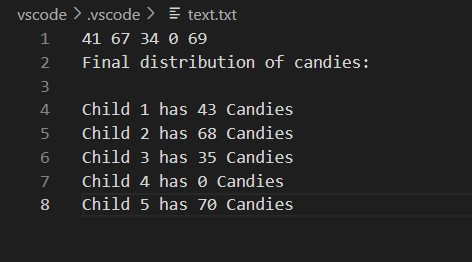 vscode > .vscode > text.txt
1 41 67 34 0 69
2 Final distribution of candies:
3
4 Child 1 has 43 Candies
5 Child 2 has 68 Candies
6 Child 3 has 35 Candies
7 Child 4 has 0 Candies
8 Child 5 has 70 Candies